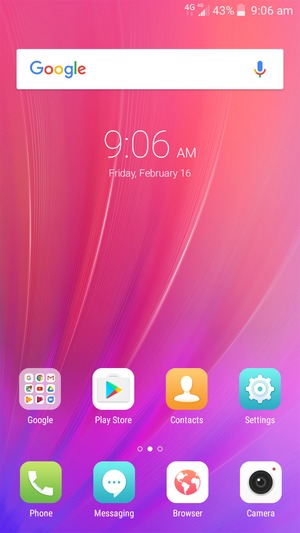 4G 4G 43% 9:06 am
Google
9:06 AM
Friday, February 16
Google Play Store Contacts Settings
Phone Messaging Browser Camera